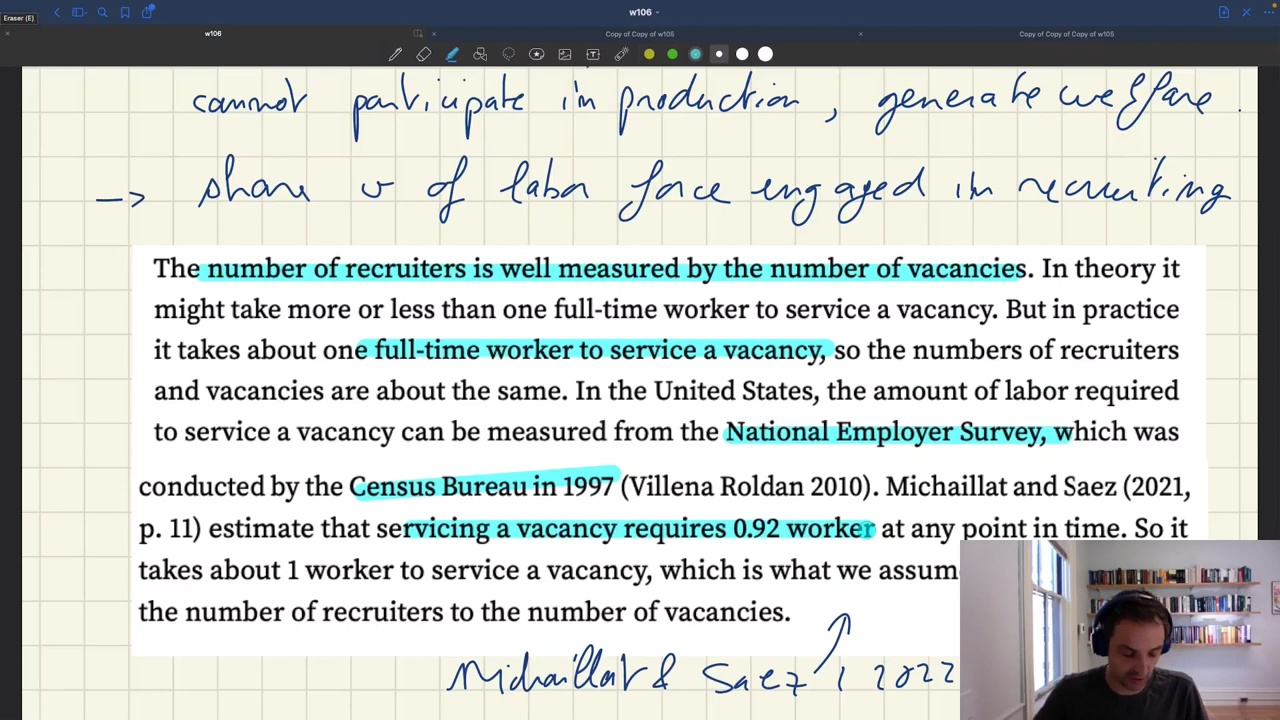 Eraser (E)
w106
w106
Copy of Copy of w105
Copy of Copy of Copy of w105
cannot participate in production, generate welfare.
-> share v of labor force engaged in recruiting
The number of recruiters is well measured by the number of vacancies. In theory it
might take more or less than one full-time worker to service a vacancy. But in practice
it takes about one full-time worker to service a vacancy, so the numbers of recruiters
and vacancies are about the same. In the United States, the amount of labor required
to service a vacancy can be measured from the National Employer Survey, which was
conducted by the Census Bureau in 1997 (Villena Roldan 2010). Michaillat and Saez (2021,
p. 11) estimate that servicing a vacancy requires 0.92 worker at any point in time. So it
takes about 1 worker to service a vacancy, which is what we assum
the number of recruiters to the number of vacancies.
Michaillat & Saez, 2022